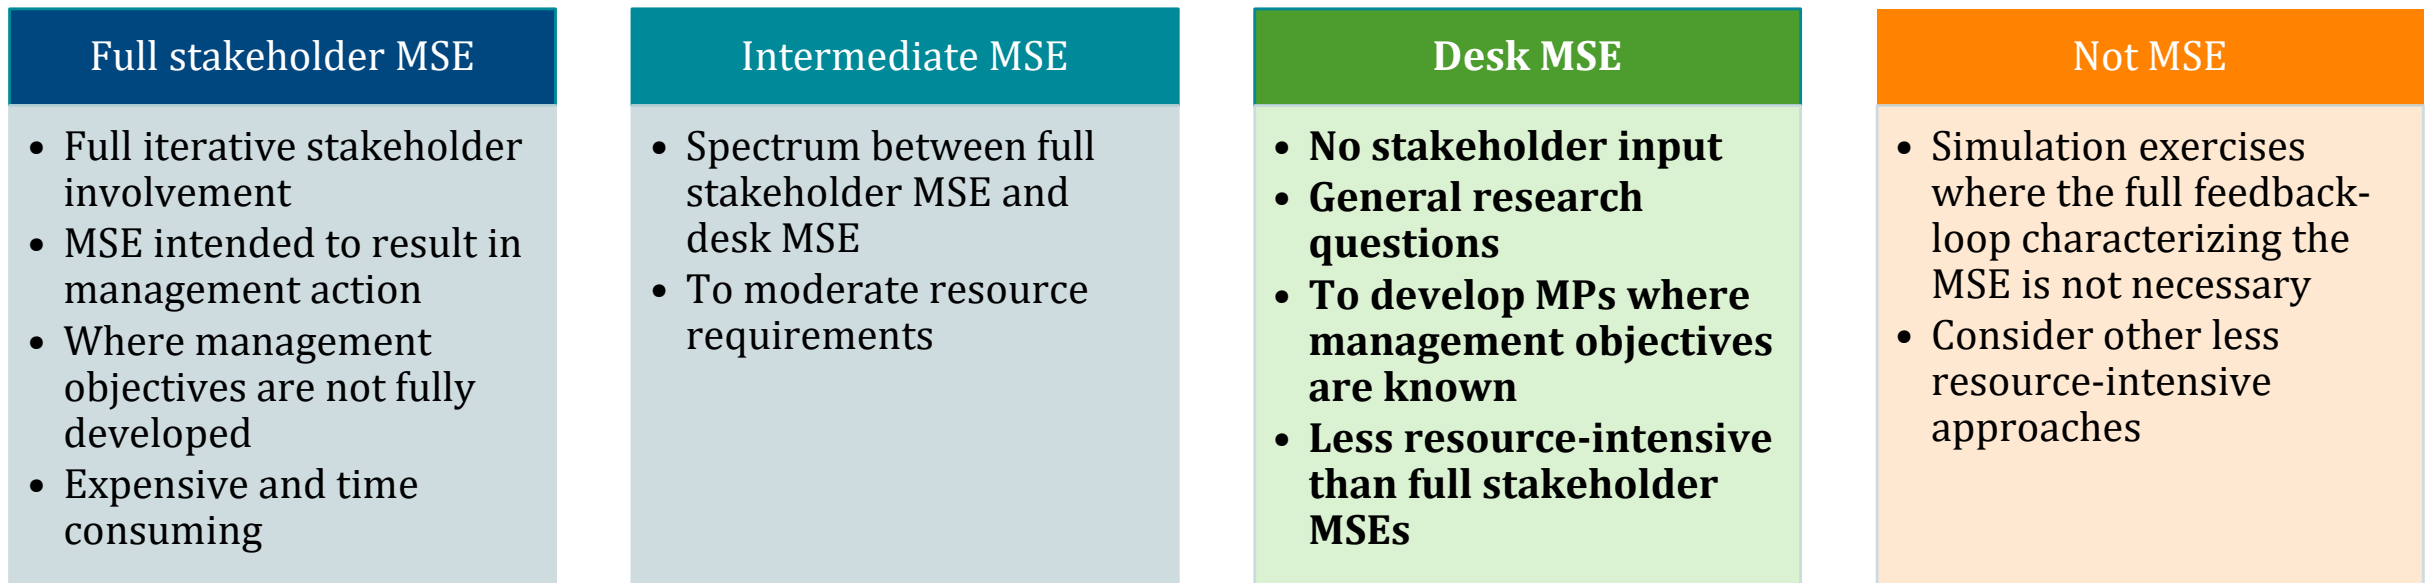 Full stakeholder MSE
• Full iterative stakeholder
involvement
• MSE intended to result in
management action
• Where management
objectives are not fully
developed
• Expensive and time
consuming
Intermediate MSE
• Spectrum between full
stakeholder MSE and
desk MSE
• To moderate resource
requirements
Desk MSE
• No stakeholder input
• General research
questions
• To develop MPs where
management objectives
are known
• Less resource-intensive
than full stakeholder
MSEs
Not MSE
• Simulation exercises
where the full feedback-
loop characterizing the
MSE is not necessary
• Consider other less
resource-intensive
approaches